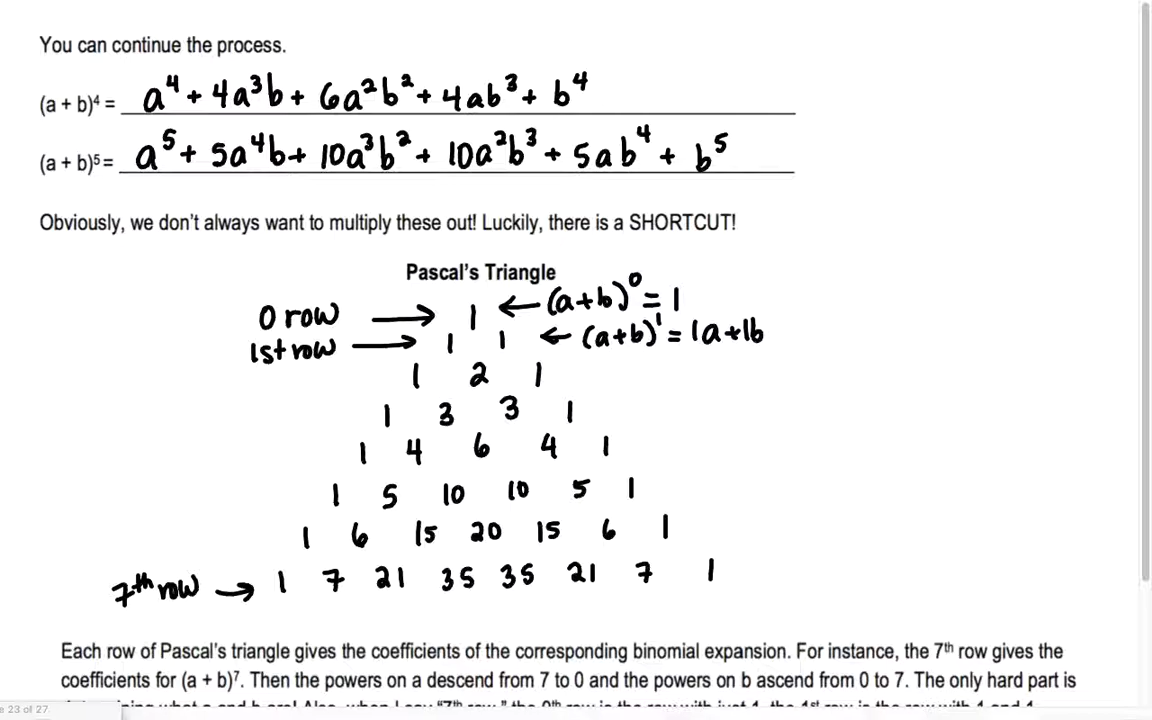 You can continue the process.
(a + b)⁴ = a⁴ + 4a³b + 6a²b² + 4ab³ + b⁴
(a + b)⁵ = a⁵ + 5a⁴b + 10a³b² + 10a²b³ + 5ab⁴ + b⁵
Obviously, we don't always want to multiply these out! Luckily, there is a SHORTCUT!
Pascal's Triangle
0 row → 1 ← (a+b)⁰ = 1
1st row → 1 1 ← (a+b)¹ = 1a+1b
1 2 1
1 3 3 1
1 4 6 4 1
1 5 10 10 5 1
1 6 15 20 15 6 1
7th row → 1 7 21 35 35 21 7 1
Each row of Pascal's triangle gives the coefficients of the corresponding binomial expansion. For instance, the 7th row gives the
coefficients for (a + b)⁷. Then the powers on a descend from 7 to 0 and the powers on b ascend from 0 to 7. The only hard part is
23 of 27